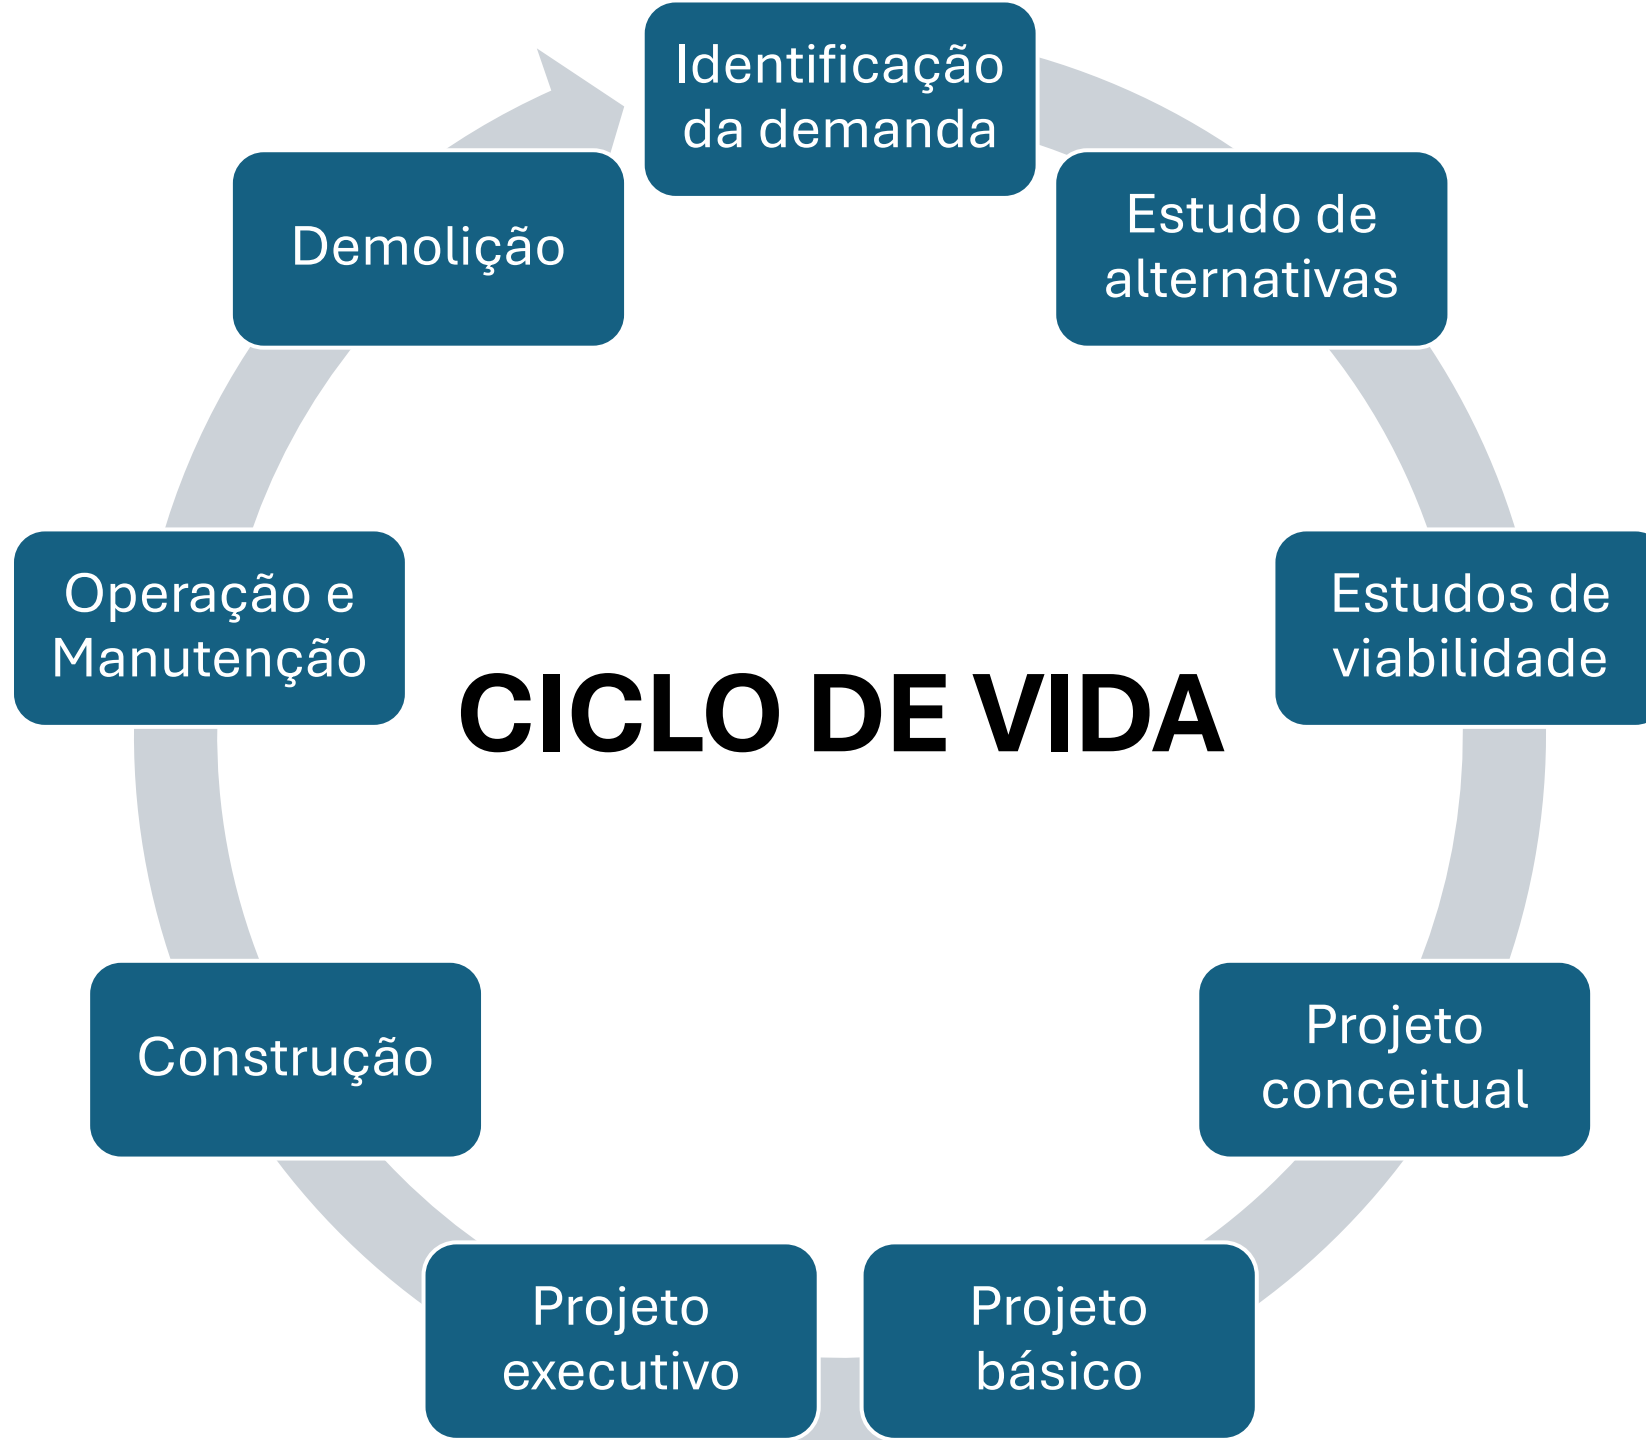 Identificação
da demanda
Estudo de
alternativas
Estudos de
viabilidade
Projeto
conceitual
Projeto
básico
Projeto
executivo
Construção
Operação e
Manutenção
Demolição
CICLO DE VIDA